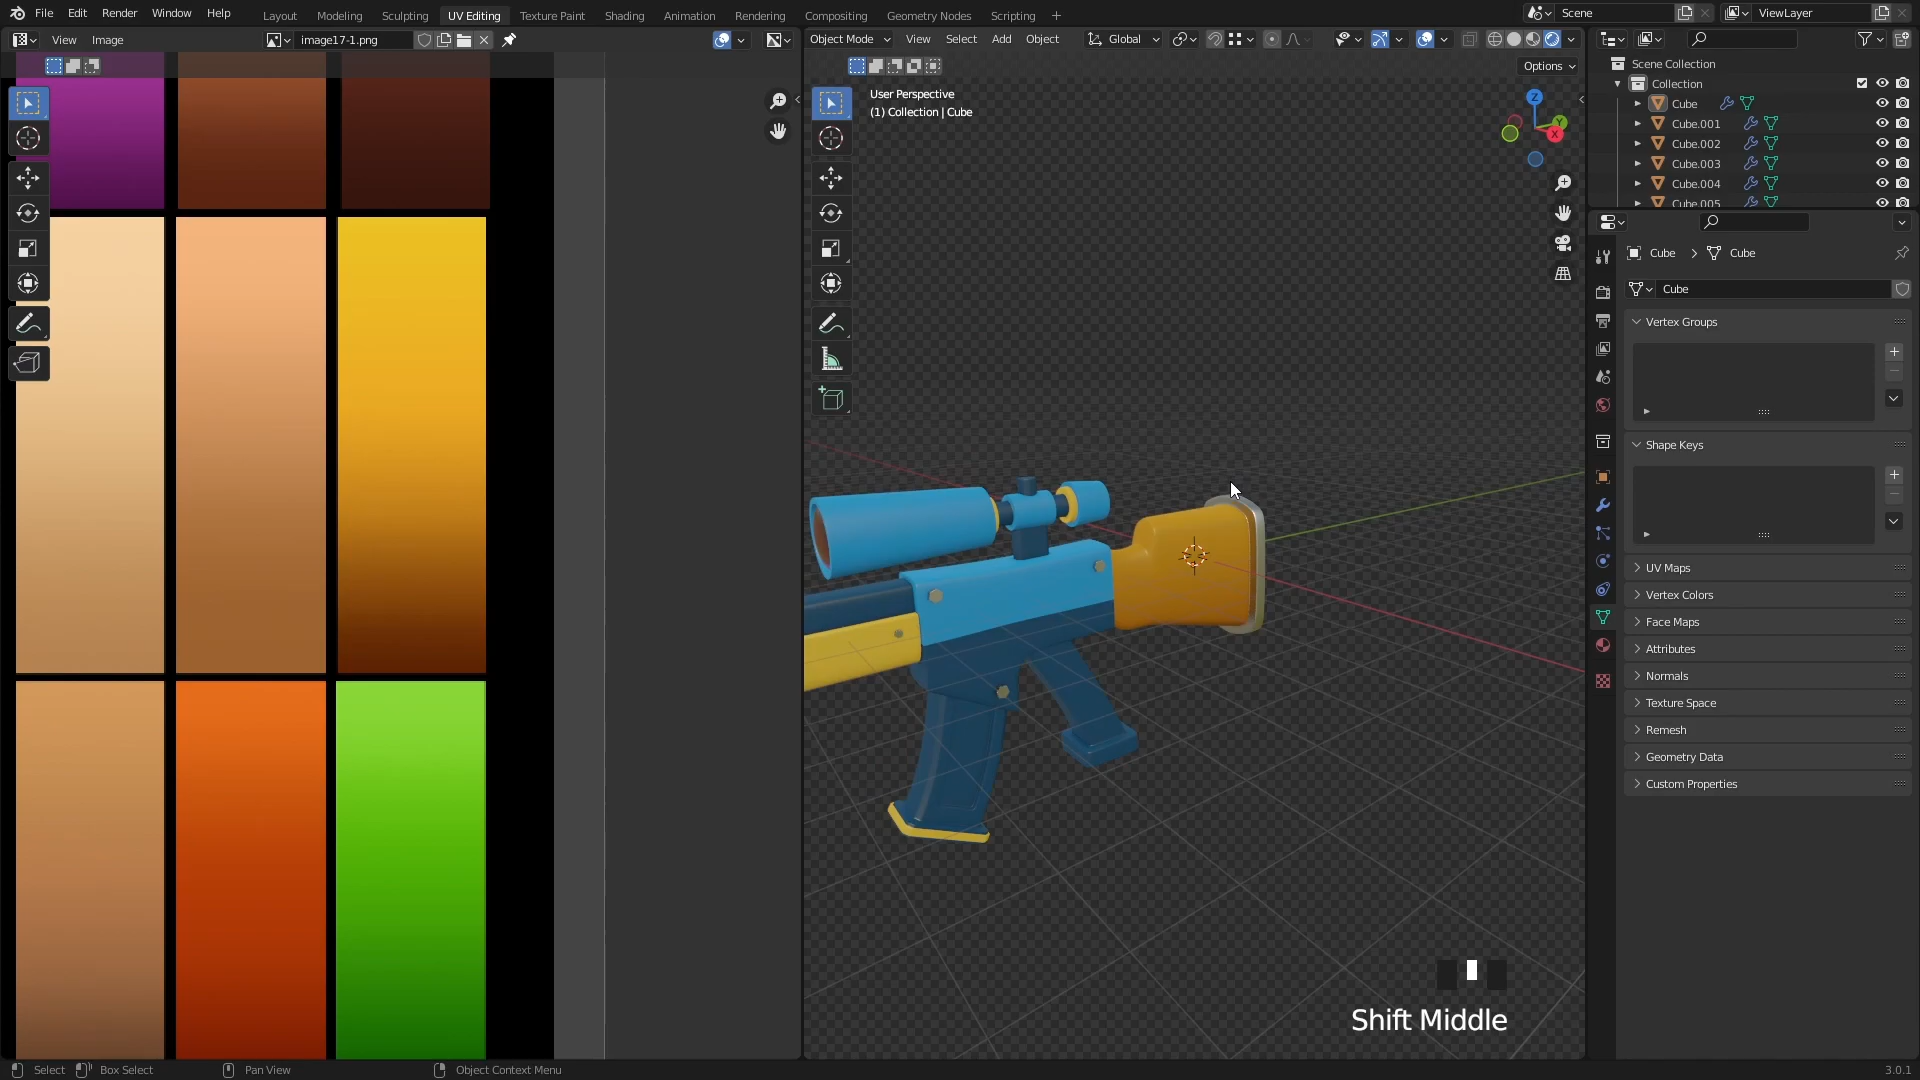 File Edit Render Window Help Layout Modeling Sculpting UV Editing Texture Paint Shading Animation Rendering Compositing Geometry Nodes Scripting + Scene ViewLayer
View Image image17-1.png Object Mode View Select Add Object Global
Options
User Perspective
(1) Collection | Cube
Z
Y
X
Scene Collection
Collection
Cube
Cube.001
Cube.002
Cube.003
Cube.004
Cube.005
Cube > Cube
Cube
Vertex Groups
Shape Keys
UV Maps
Vertex Colors
Face Maps
Attributes
Normals
Texture Space
Remesh
Geometry Data
Custom Properties
Shift Middle
Select Box Select Pan View Object Context Menu 3.0.1